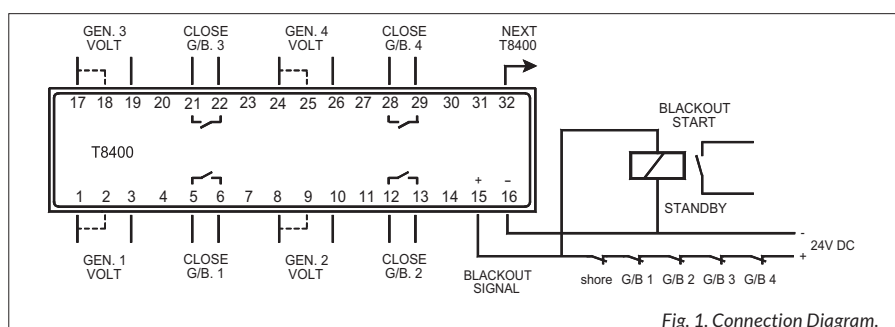 GEN. 3 VOLT
CLOSE G/B. 3
GEN. 4 VOLT
CLOSE G/B. 4
NEXT T8400
17 18 19 20 21 22 23 24 25 26 27 28 29 30 31 32
T8400
+ –
1 2 3 4 5 6 7 8 9 10 11 12 13 14 15 16
GEN. 1 VOLT
CLOSE G/B. 1
GEN. 2 VOLT
CLOSE G/B. 2
BLACKOUT SIGNAL
BLACKOUT START
STANDBY
-
24V DC
+
shore G/B 1 G/B 2 G/B 3 G/B 4
Fig. 1. Connection Diagram.